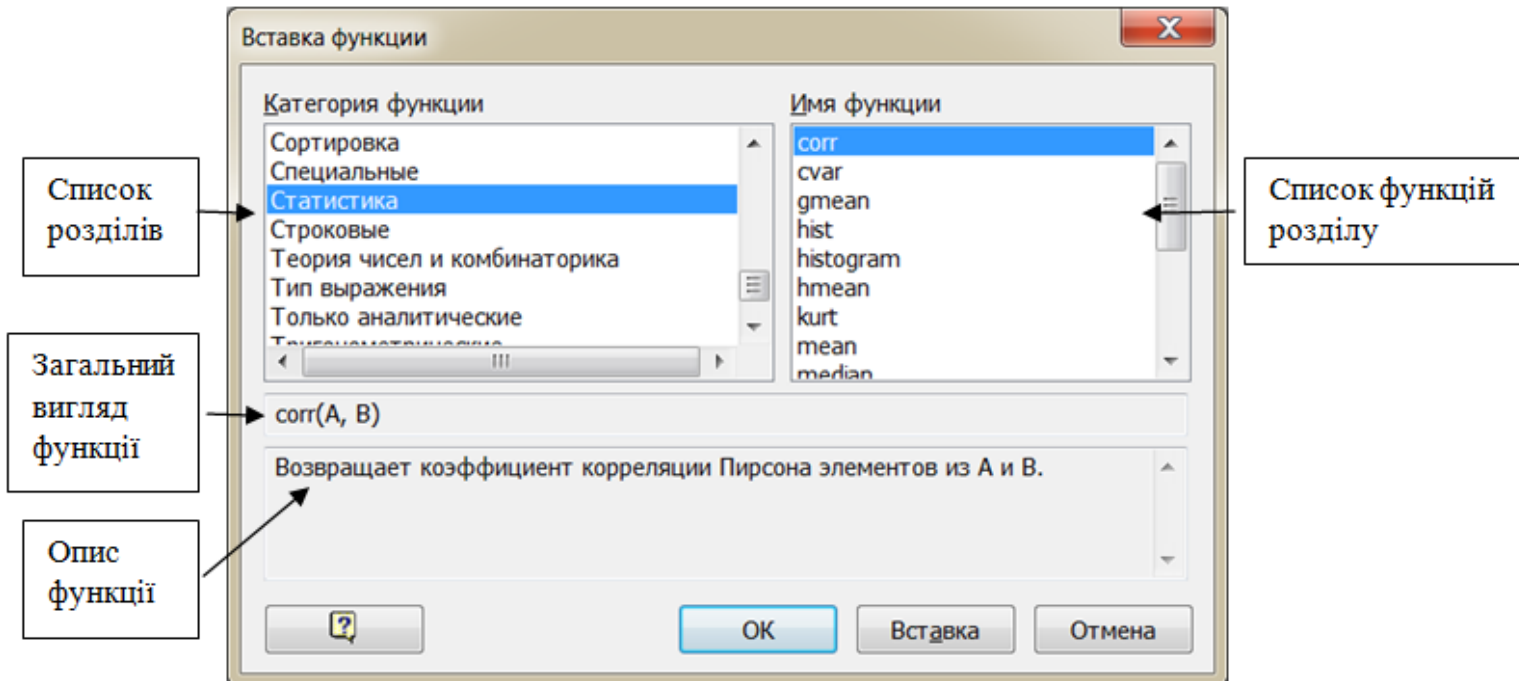 Вставка функции
Категория функции
Сортировка
Специальные
Статистика
Строковые
Теория чисел и комбинаторика
Тип выражения
Только аналитические
Тригонометрические
Имя функции
corr
cvar
gmean
hist
histogram
hmean
kurt
mean
median
corr(A, B)
Возвращает коэффициент корреляции Пирсона элементов из A и B.
OK
Вставка
Отмена
Список
розділів
Загальний
вигляд
функції
Опис
функції
Список функцій
розділу